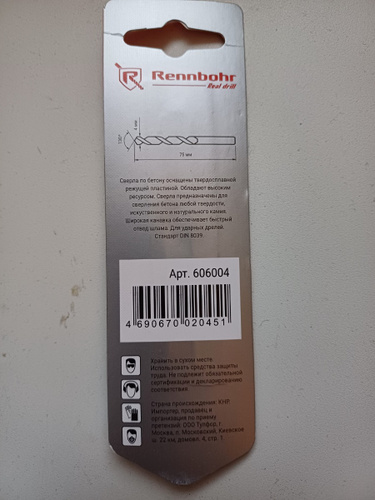 Rennbohr
Real drill
4 мм
130°
75 мм
Сверла по бетону оснащены твердосплавной
режущей пластиной. Обладают высоким
ресурсом. Сверла предназначены для
сверления бетона любой твердости,
искусственного и натурального камня.
Широкая канавка обеспечивает быстрый
отвод шлама. Для ударных дрелей.
Стандарт DIN 8039.
Арт. 606004
4 690670 020451
Хранить в сухом месте.
Использовать средства защиты
труда. Не подлежит обязательной
сертификации и декларированию
соответствия.
Страна происхождения: КНР
Импортер, продавец и
организация по приему
претензий: ООО Тулфор, г.
Москва, п. Московский, Киевское
ш. 22 км, домовл. 4, стр. 1.